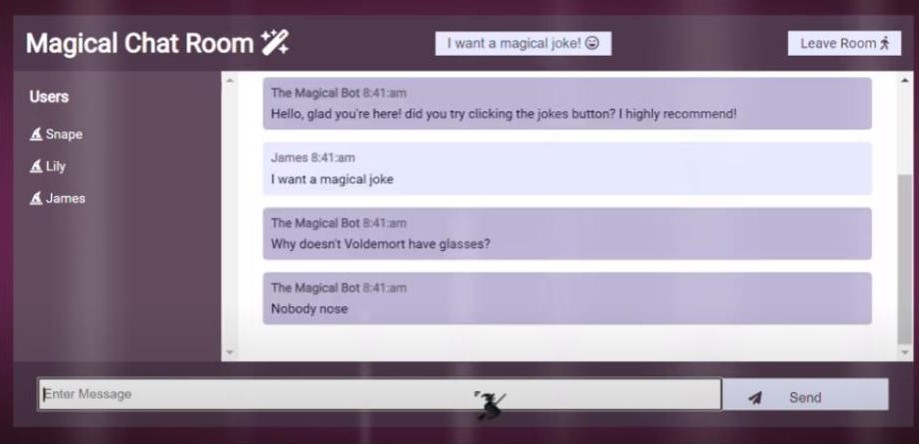 Magical Chat Room
I want a magical joke!
Leave Room
Users
Snape
Lily
James
The Magical Bot 8:41:am
Hello, glad you're here! did you try clicking the jokes button? I highly recommend!
James 8:41:am
I want a magical joke
The Magical Bot 8:41:am
Why doesn't Voldemort have glasses?
The Magical Bot 8:41:am
Nobody nose
Enter Message
Send